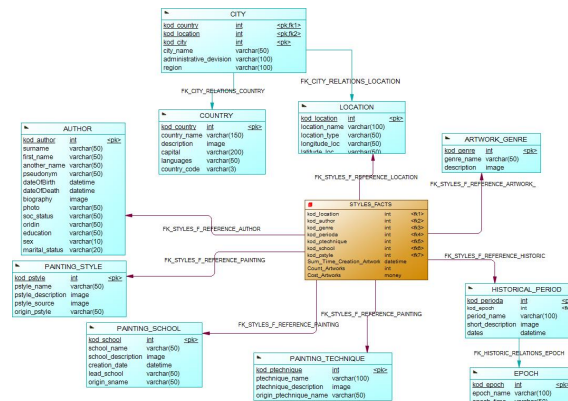 CITY
kod_country int <pk,fk1>
kod_location int <pk,fk2>
kod_city int <pk>
city_name varchar(50)
administrative_devision varchar(100)
region varchar(100)
FK_CITY_RELATIONS_LOCATION
FK_CITY_RELATIONS_COUNTRY
COUNTRY
kod_country int <pk>
country_name varchar(150)
description image
capital varchar(200)
languages varchar(50)
country_code varchar(3)
LOCATION
kod_location int <pk>
location_name varchar(100)
location_type varchar(50)
longitude_loc varchar(50)
latitude_loc varchar(50)
AUTHOR
kod_author int <pk>
surname varchar(50)
first_name varchar(50)
another_name varchar(50)
pseudonym varchar(50)
dateOfBirth datetime
dateOfDeath datetime
biography image
photo varchar(50)
soc_status varchar(50)
oridin varchar(50)
education varchar(50)
sex varchar(10)
marital_status varchar(20)
ARTWORK_GENRE
kod_genre int <pk>
genre_name varchar(50)
description image
FK_STYLES_F_REFERENCE_LOCATION
FK_STYLES_F_REFERENCE_ARTWORK_
STYLES_FACTS
kod_location int <fk1>
kod_author int <fk2>
kod_genre int <fk3>
kod_perioda int <fk4>
kod_ptechnique int <fk5>
kod_school int <fk6>
kod_pstyle int <fk7>
Sum_Time_Creation_Artwork datetime
Count_Artworks int
Cost_Artworks money
FK_STYLES_F_REFERENCE_AUTHOR
FK_STYLES_F_REFERENCE_PAINTING
FK_STYLES_F_REFERENCE_HISTORIC
PAINTING_STYLE
kod_pstyle int <pk>
pstyle_name varchar(50)
pstyle_description image
pstyle_source image
origin_pstyle varchar(50)
HISTORICAL_PERIOD
kod_perioda int
kod_epoch int
period_name varchar(100)
short_description image
dates datetime
FK_STYLES_F_REFERENCE_PAINTING
FK_STYLES_F_REFERENCE_PAINTING
PAINTING_SCHOOL
kod_school int <pk>
school_name varchar(50)
school_description image
creation_date datetime
lead_school varchar(50)
origin_sname varchar(50)
PAINTING_TECHNIQUE
kod_ptechnique int <pk>
ptechnique_name varchar(100)
ptechnique_description image
origin_ptechnique_name varchar(50)
FK_HISTORIC_RELATIONS_EPOCH
EPOCH
kod_epoch int <pk>
epoch_name varchar(100)